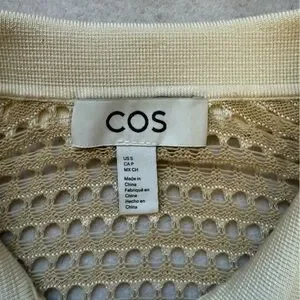 COS
US S
CA P
MX CH
Made in
China
Fabriqué en
Chine
Hecho en
China